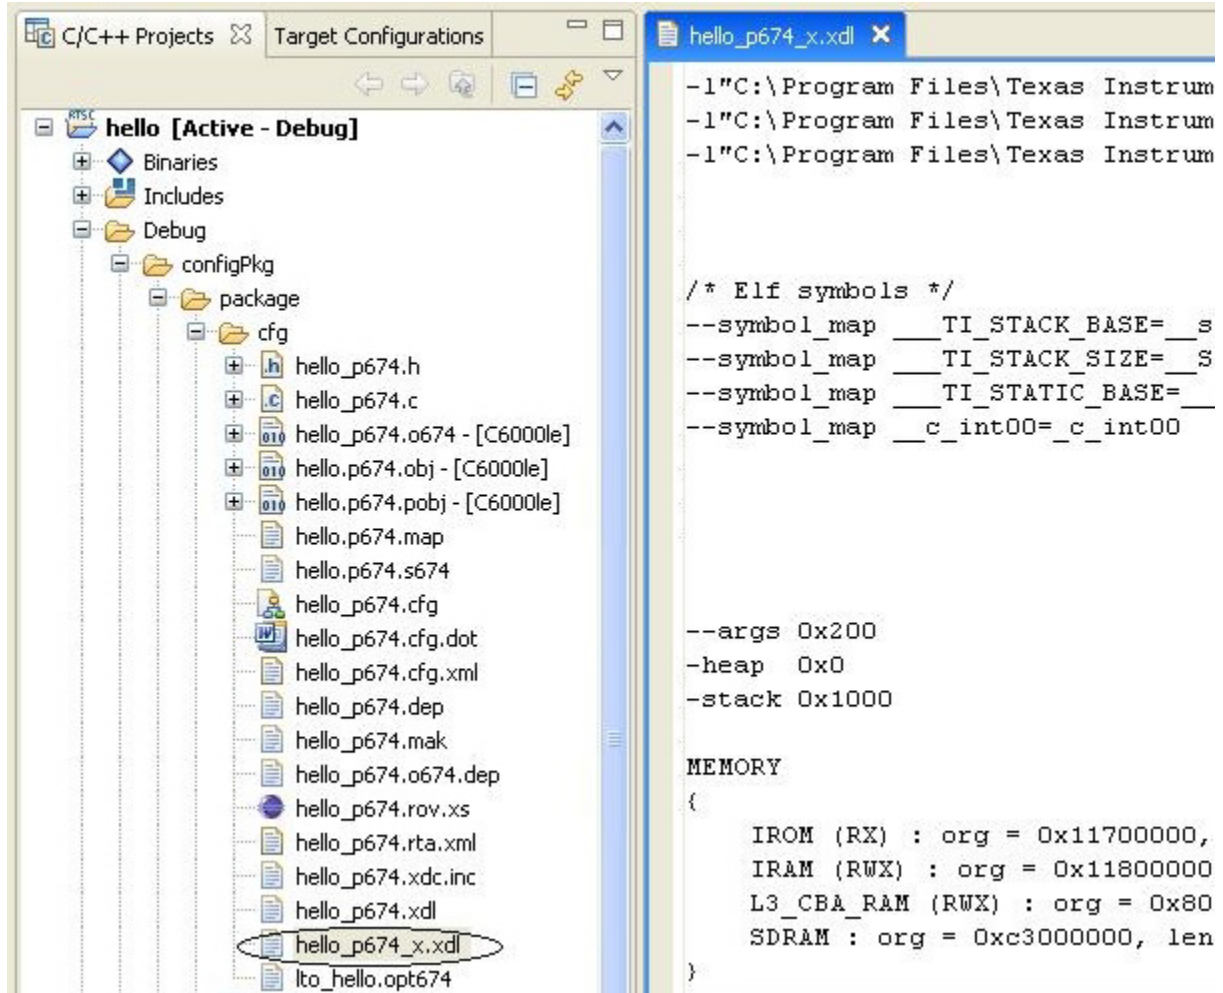 C/C++ Projects
Target Configurations
RTSC
hello [Active - Debug]
Binaries
Includes
Debug
configPkg
package
cfg
.h hello_p674.h
.c hello_p674.c
010 hello_p674.o674 - [C6000le]
010 hello.p674.obj - [C6000le]
010 hello.p674.pobj - [C6000le]
hello.p674.map
hello.p674.s674
hello_p674.cfg
W hello_p674.cfg.dot
hello_p674.cfg.xml
hello_p674.dep
hello_p674.mak
hello_p674.o674.dep
hello_p674.rov.xs
hello_p674.rta.xml
hello_p674.xdc.inc
hello_p674.xdl
hello_p674_x.xdl
lto_hello.opt674
hello_p674_x.xdl
-l"C:\Program Files\Texas Instrum
-l"C:\Program Files\Texas Instrum
-l"C:\Program Files\Texas Instrum
/* Elf symbols */
--symbol_map ___TI_STACK_BASE=__s
--symbol_map ___TI_STACK_SIZE=__S
--symbol_map ___TI_STATIC_BASE=__
--symbol_map __c_int00=_c_int00
--args 0x200
-heap  0x0
-stack 0x1000
MEMORY
{
    IROM (RX) : org = 0x11700000,
    IRAM (RWX) : org = 0x11800000
    L3_CBA_RAM (RWX) : org = 0x80
    SDRAM : org = 0xc3000000, len
}